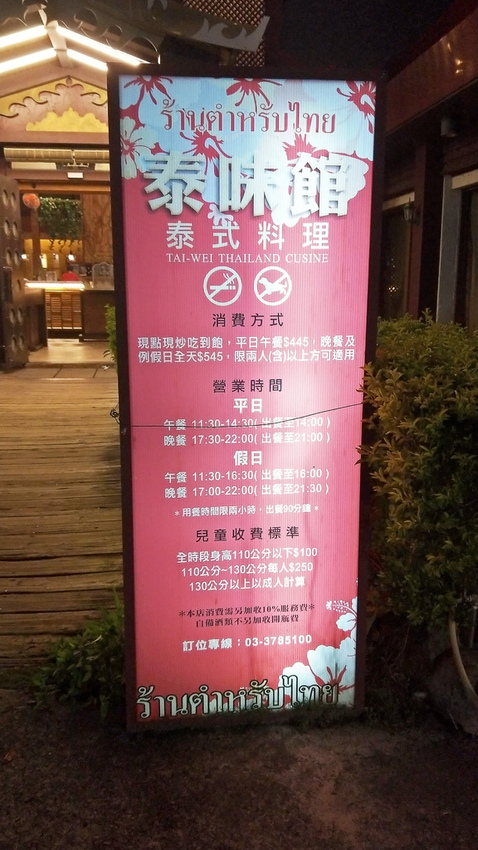 ร้านตำหรับไทย
泰味館
泰式料理
TAI-WEI THAILAND CUSINE
消費方式
現點現炒吃到飽，平日午餐$445，晚餐及
例假日全天$545，限兩人(含)以上方可適用
營業時間
平日
午餐 11:30-14:30(出餐至14:00)
晚餐 17:30-22:00(出餐至21:00)
假日
午餐 11:30-16:30(出餐至16:00)
晚餐 17:00-22:00(出餐至21:30)
＊用餐時間限兩小時，出餐90分鐘＊
兒童收費標準
全時段身高110公分以下$100
110公分~130公分每人$250
130公分以上以成人計算
*本店消費需另加收10%服務費*
自備酒類不另加收開瓶費
訂位專線：03-3785100
ร้านตำหรับไทย